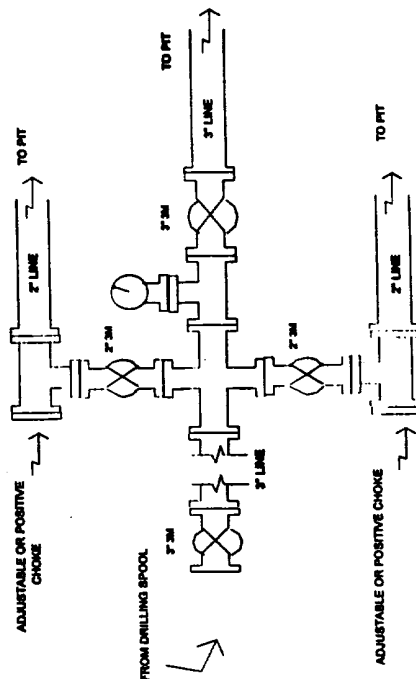 TO PIT
2" LINE
ADJUSTABLE OR POSITIVE
CHOKE
2" 3M
TO PIT
3" LINE
3" 3M
3" LINE
3" 3M
FROM DRILLING SPOOL
2" 3M
TO PIT
2" LINE
ADJUSTABLE OR POSITIVE CHOKE